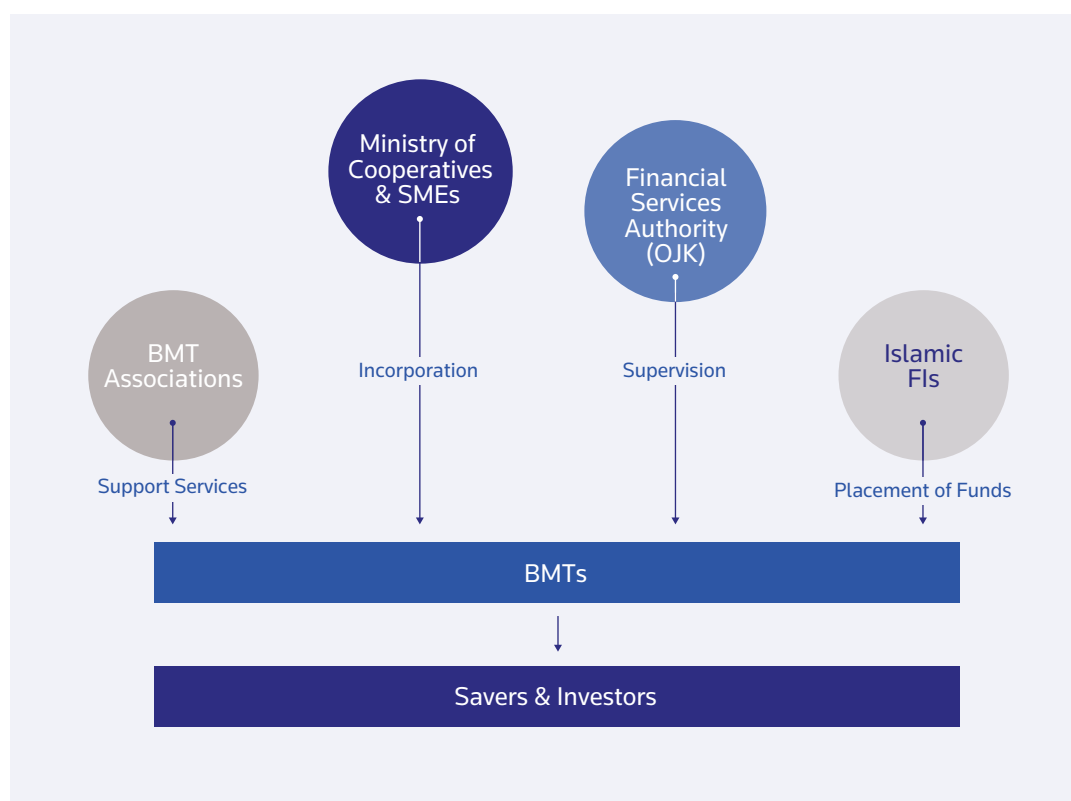 Ministry of
Cooperatives
& SMEs
Financial
Services
Authority
(OJK)
BMT
Associations
Islamic
FIs
Incorporation
Supervision
Support Services
Placement of Funds
BMTs
Savers & Investors